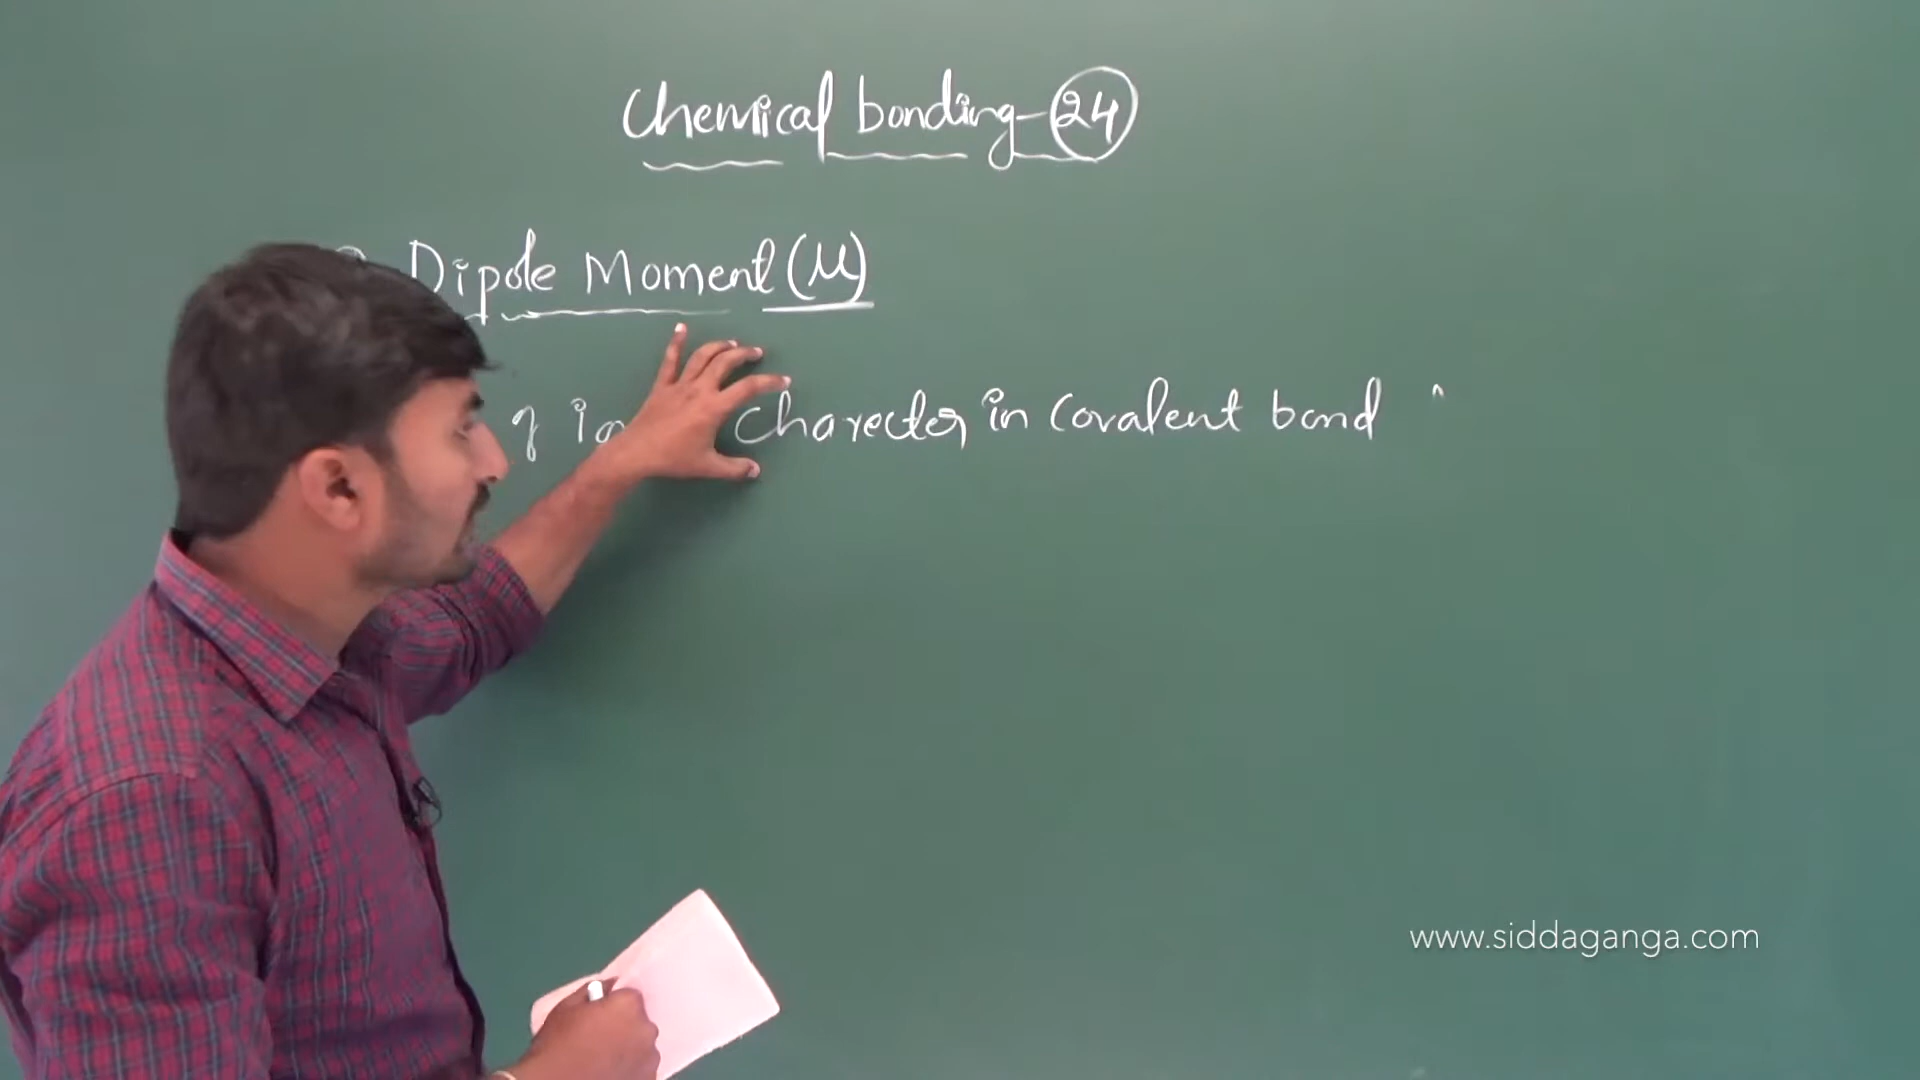 Chemical bonding-24
Dipole Moment (μ)
charecter in covalent bond
www.siddaganga.com